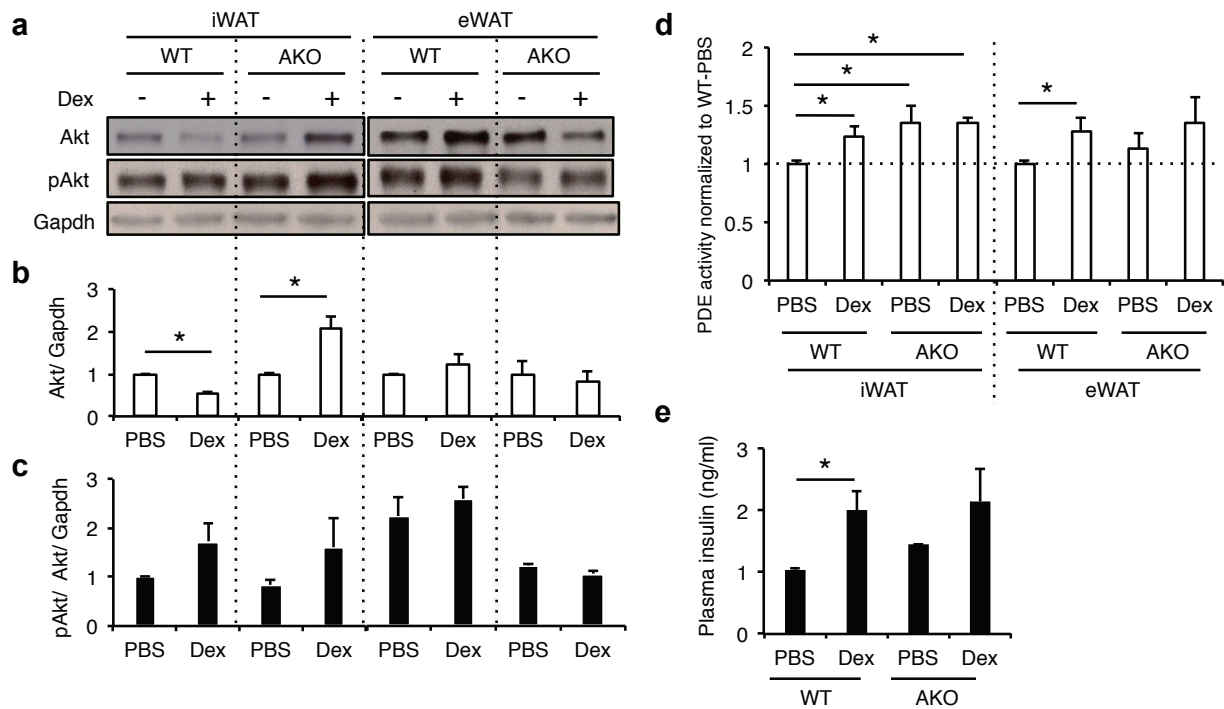 a
iWAT eWAT
WT AKO WT AKO
Dex - + - + - + - +
Akt
pAkt
Gapdh
b
Akt/ Gapdh
3
2
1
0
* *
PBS Dex PBS Dex PBS Dex PBS Dex
c
pAkt/ Akt/ Gapdh
3
2
1
0
PBS Dex PBS Dex PBS Dex PBS Dex
d
PDE activity normalized to WT-PBS
2
1.5
1
0.5
0
*
*
* *
PBS Dex PBS Dex PBS Dex PBS Dex
WT AKO WT AKO
iWAT eWAT
e
Plasma insulin (ng/ml)
3
2
1
0
*
PBS Dex PBS Dex
WT AKO